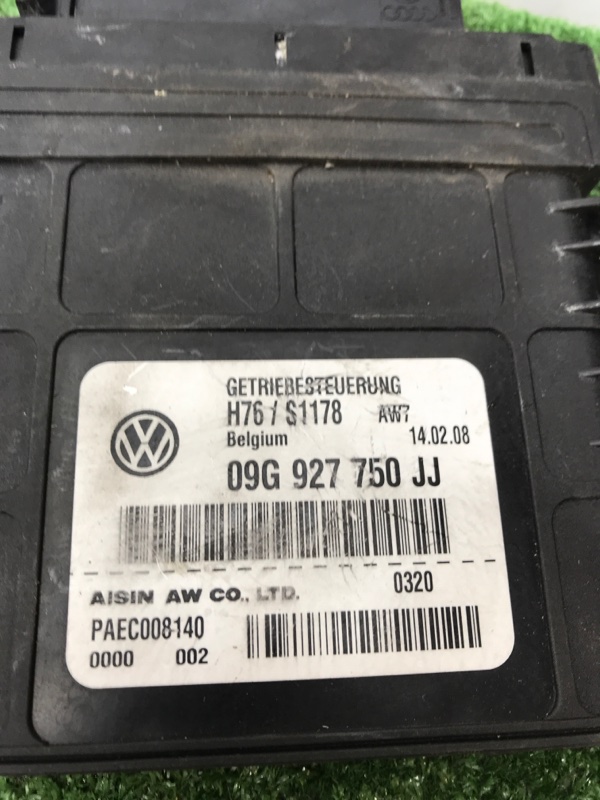 GETRIEBESTEUERUNG
H76 / S1178 AW7
Belgium 14.02.08
09G 927 750 JJ
AISIN AW CO., LTD. 0320
PAEC008140
0000 002